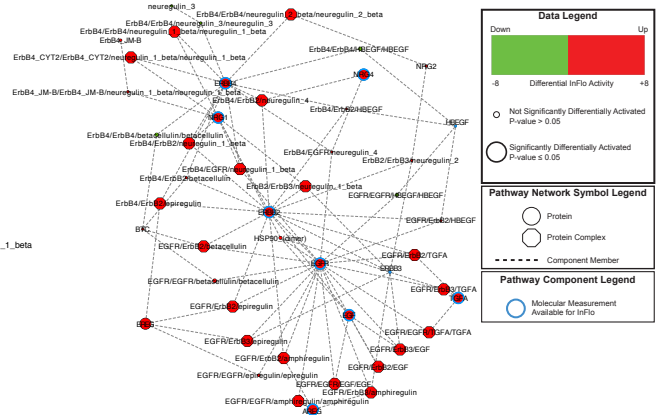 neuregulin_3
ErbB4/ErbB4/neuregulin_2_beta/neuregulin_2_beta
ErbB4/ErbB4/neuregulin_3/neuregulin_3
ErbB4/ErbB4/neuregulin_1_beta/neuregulin_1_beta
ErbB4_JM-B
ErbB4/ErbB4/HBEGF/HBEGF
ErbB4_CYT2/ErbB4_CYT2/neuregulin_1_beta/neuregulin_1_beta
NRG2
NRG4
ERBB4
ErbB4_JM-B/ErbB4_JM-B/neuregulin_1_beta/neuregulin_1_beta
ErbB4/ErbB2/neuregulin_4
ErbB4/ErbB2/HBEGF
NRG1
HBEGF
ErbB4/ErbB4/betacellulin/betacellulin
ErbB4/ErbB2/neuregulin_1_beta
ErbB4/EGFR/neuregulin_4
ErbB2/ErbB3/neuregulin_2
ErbB4/EGFR/neuregulin_1_beta
ErbB4/ErbB2/betacellulin
ErbB2/ErbB3/neuregulin_1_beta
EGFR/EGFR/HBEGF/HBEGF
ErbB4/ErbB2/epiregulin
ERBB2
EGFR/ErbB2/HBEGF
BTC
HSP90_(dimer)
_1_beta
EGFR/ErbB2/betacellulin
EGFR/ErbB2/TGFA
EGFR
ERBB3
EGFR/EGFR/betacellulin/betacellulin
EGFR/ErbB3/TGFA
TGFA
EGFR/ErbB2/epiregulin
EGF
EREG
EGFR/EGFR/TGFA/TGFA
EGFR/ErbB3/epiregulin
EGFR/ErbB3/EGF
EGFR/ErbB2/amphiregulin
EGFR/ErbB2/EGF
EGFR/EGFR/epiregulin/epiregulin
EGFR/EGFR/EGF/EGF
EGFR/ErbB3/amphiregulin
EGFR/EGFR/amphiregulin/amphiregulin
AREG
Data Legend
Down
Up
-8
Differential InFlo Activity
+8
Not Significantly Differentially Activated
P-value > 0.05
Significantly Differentially Activated
P-value ≤ 0.05
Pathway Network Symbol Legend
Protein
Protein Complex
Component Member
Pathway Component Legend
Molecular Measurement
Available for InFlo